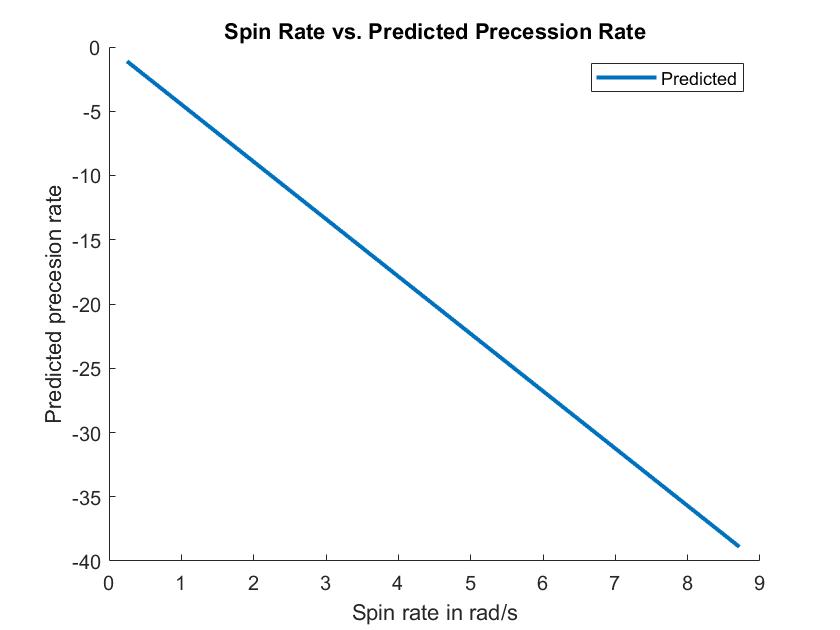 Spin Rate vs. Predicted Precession Rate
Predicted
0
-5
-10
-15
-20
-25
-30
-35
-40
Predicted precesion rate
0 1 2 3 4 5 6 7 8 9
Spin rate in rad/s